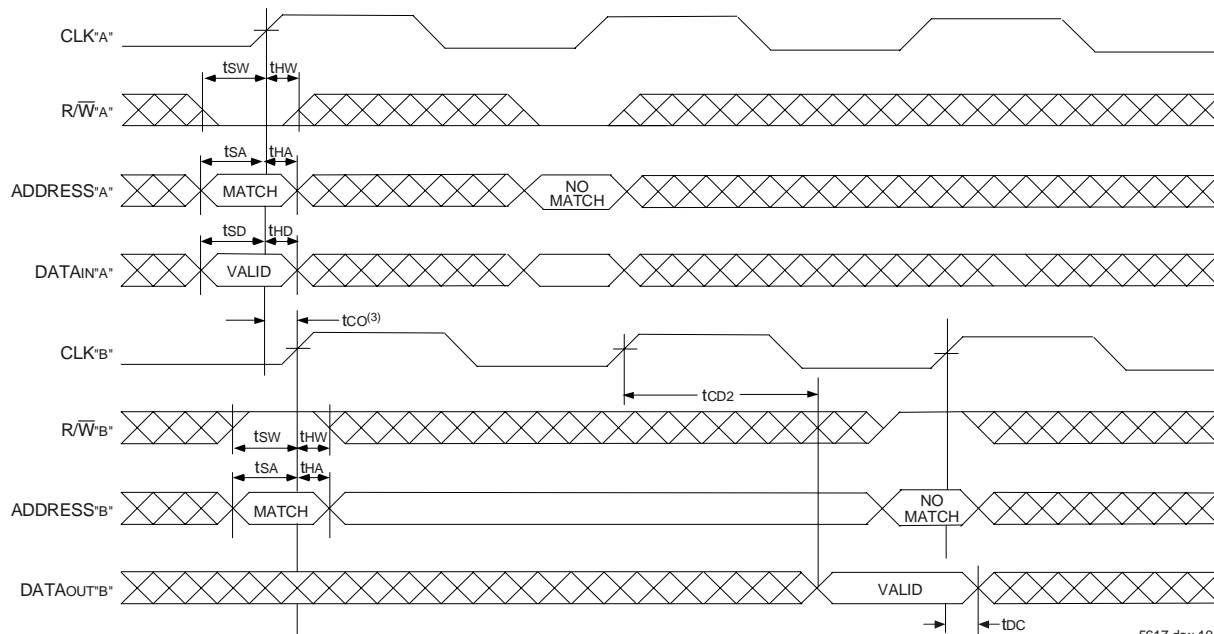 CLK"A"
tSW tHW
R/W̅"A"
tSA tHA
ADDRESS"A" MATCH NO MATCH
tSD tHD
DATAIN"A" VALID
tCO(3)
CLK"B"
tCD2
R/W̅"B"
tSW tHW
tSA tHA
ADDRESS"B" MATCH NO MATCH
DATAOUT"B" VALID
tDC